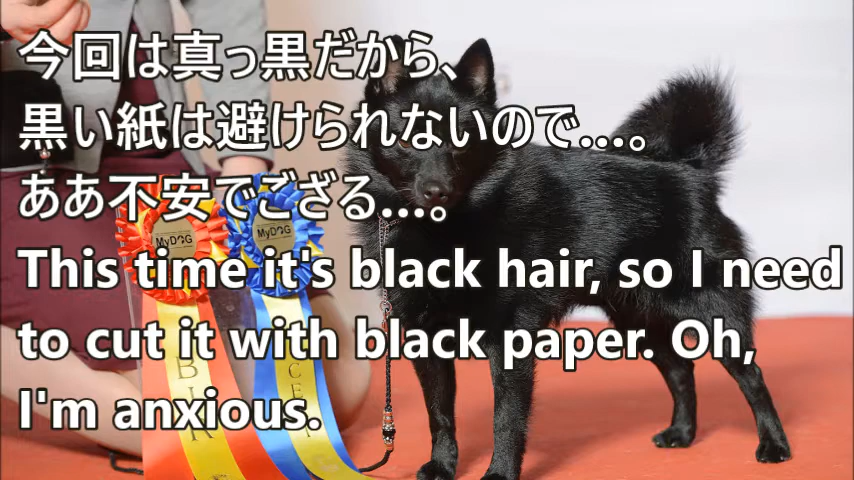 今回は真っ黒だから、
黒い紙は避けられないので…。
ああ不安でござる…。
This time it's black hair, so I need
to cut it with black paper. Oh,
I'm anxious.
MyDOG
MyDOG